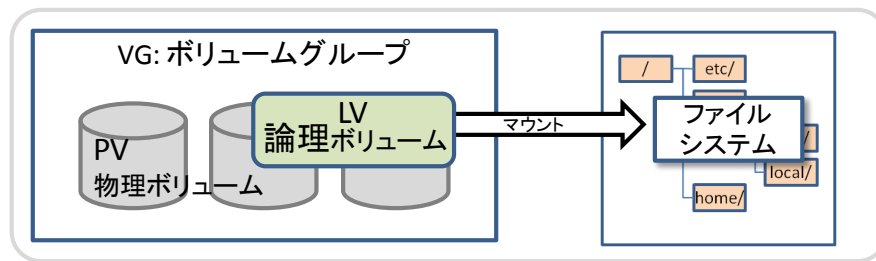 VG: ボリュームグループ
LV
論理ボリューム
PV
物理ボリューム
マウント
/
etc/
ファイル
システム
/
local/
home/